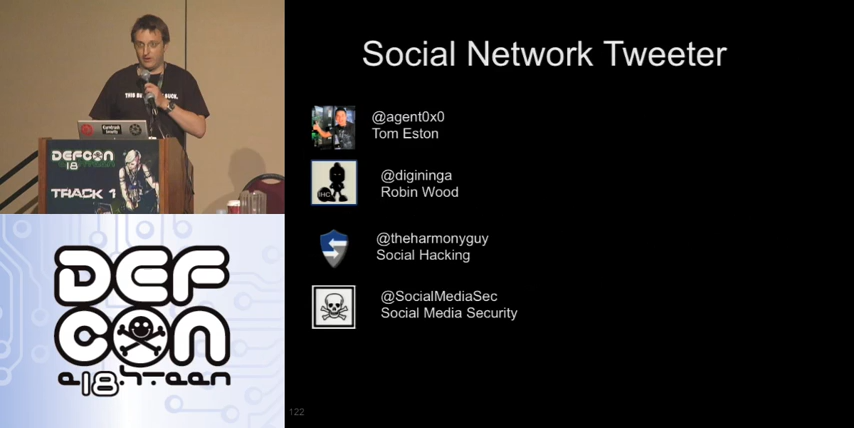 Social Network Tweeter
@agent0x0
Tom Eston
@digininga
Robin Wood
@theharmonyguy
Social Hacking
@SocialMediaSec
Social Media Security
122
DEFCON
18
TRACK 1
DEF
CON